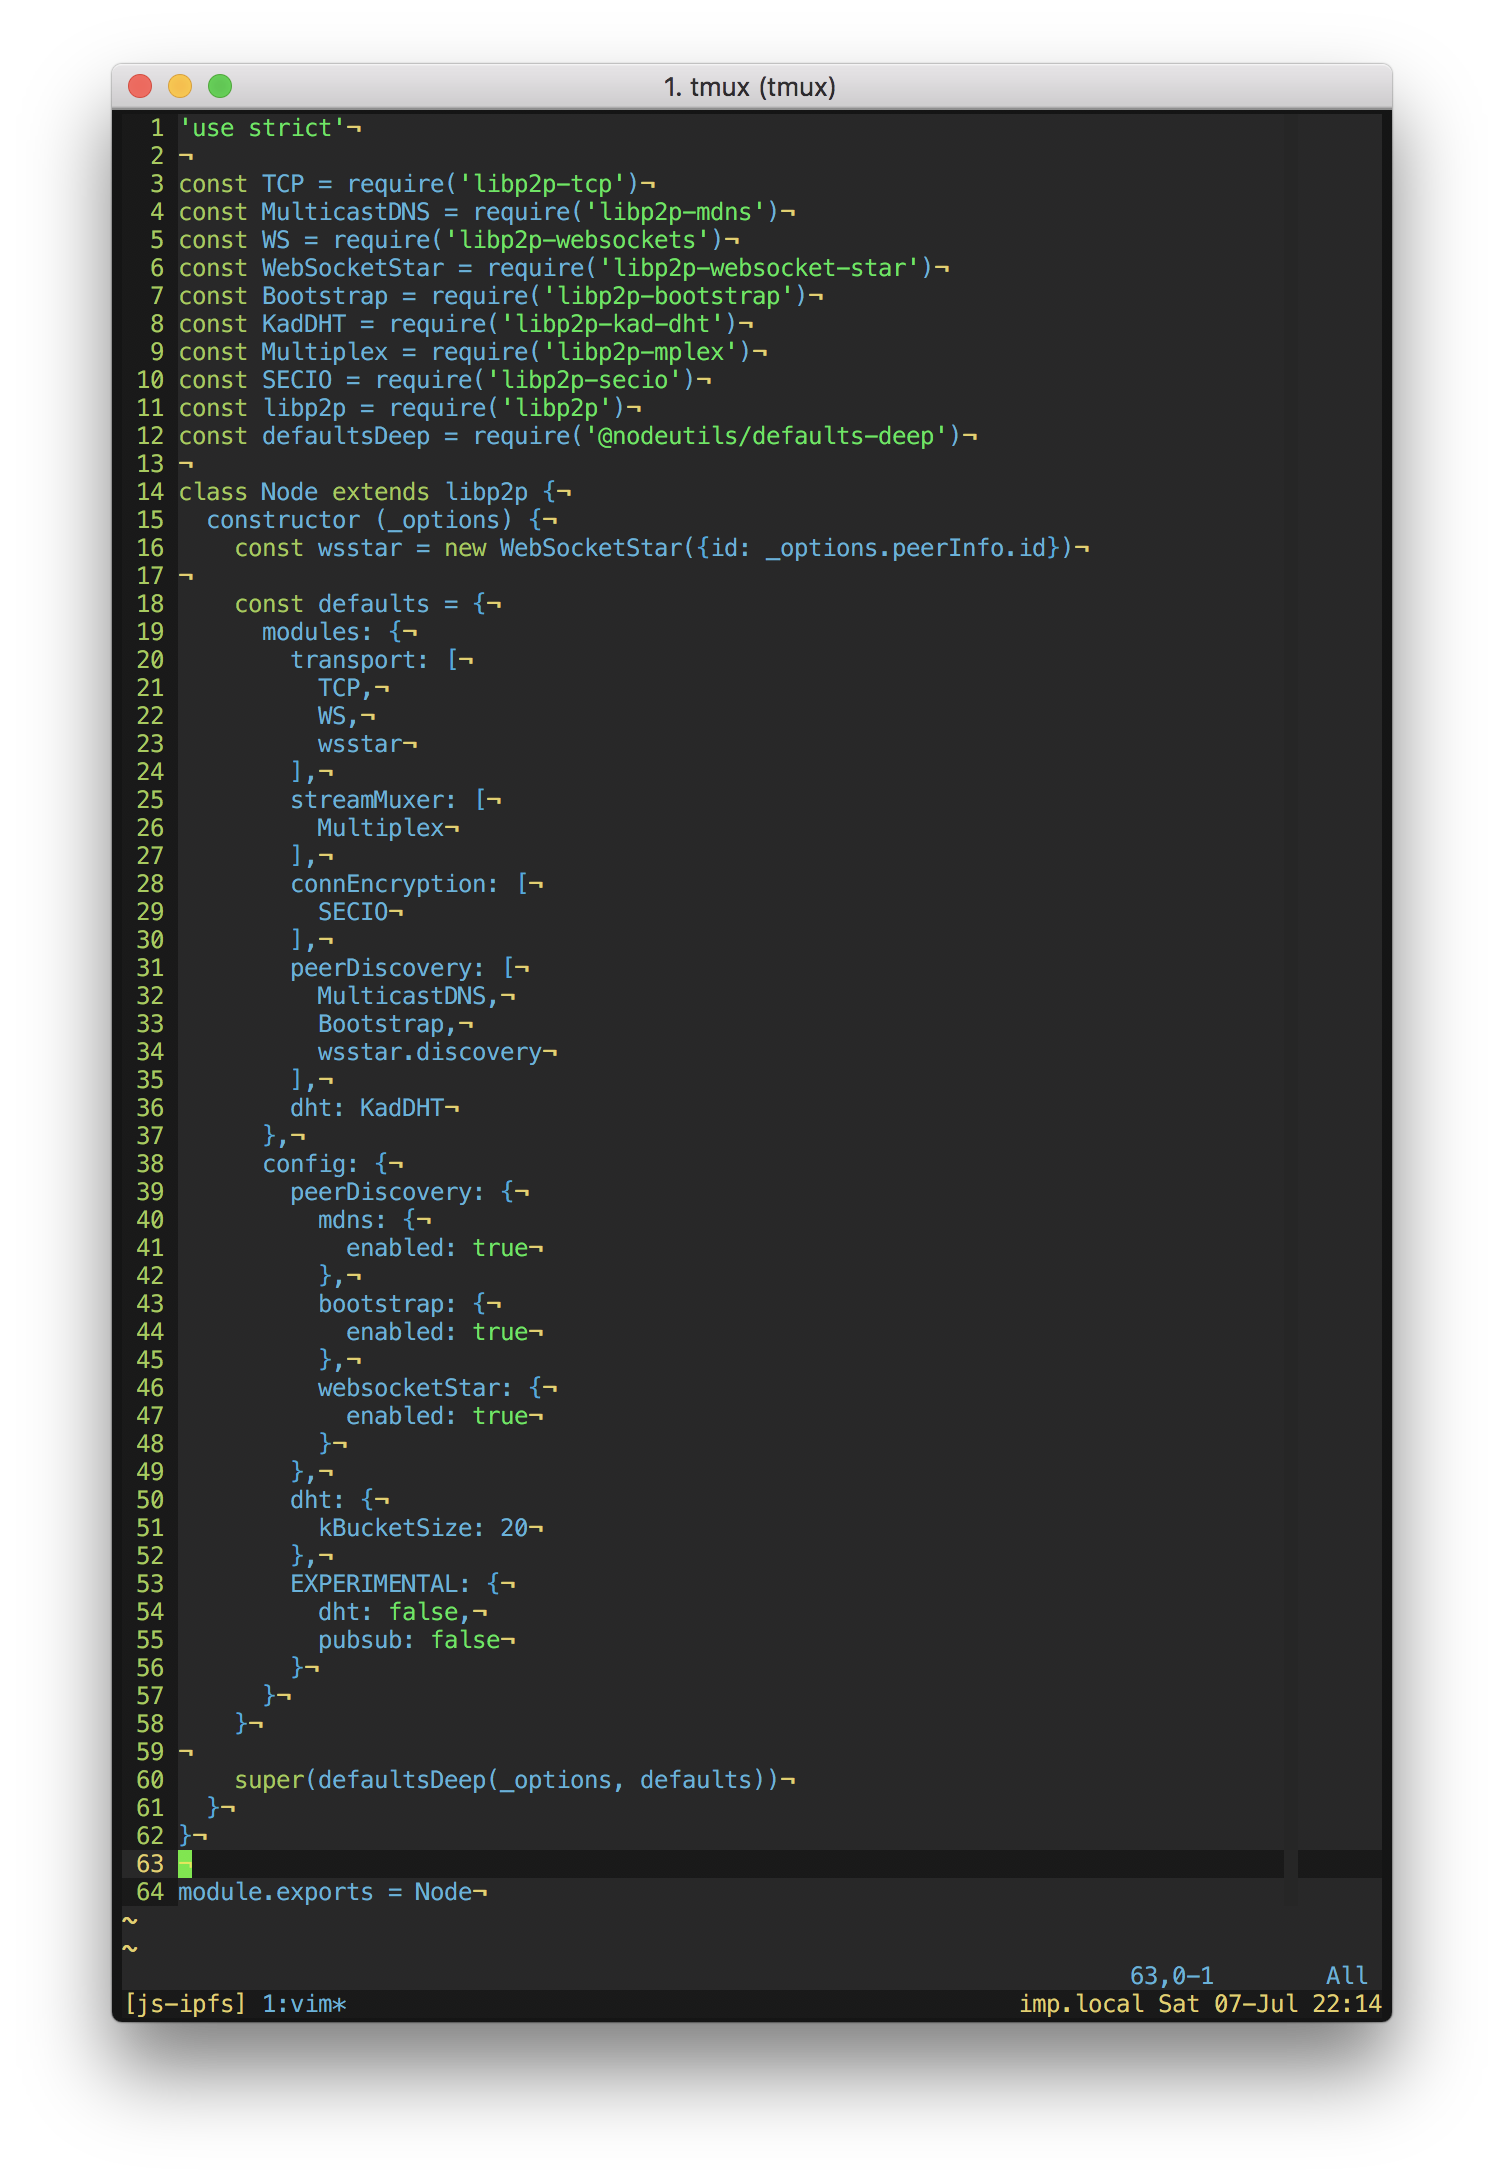 1. tmux (tmux)
1 'use strict'¬
2 ¬
3 const TCP = require('libp2p-tcp')¬
4 const MulticastDNS = require('libp2p-mdns')¬
5 const WS = require('libp2p-websockets')¬
6 const WebSocketStar = require('libp2p-websocket-star')¬
7 const Bootstrap = require('libp2p-bootstrap')¬
8 const KadDHT = require('libp2p-kad-dht')¬
9 const Multiplex = require('libp2p-mplex')¬
10 const SECIO = require('libp2p-secio')¬
11 const libp2p = require('libp2p')¬
12 const defaultsDeep = require('@nodeutils/defaults-deep')¬
13 ¬
14 class Node extends libp2p {¬
15   constructor (_options) {¬
16     const wsstar = new WebSocketStar({id: _options.peerInfo.id})¬
17 ¬
18     const defaults = {¬
19       modules: {¬
20         transport: [¬
21           TCP,¬
22           WS,¬
23           wsstar¬
24         ],¬
25         streamMuxer: [¬
26           Multiplex¬
27         ],¬
28         connEncryption: [¬
29           SECIO¬
30         ],¬
31         peerDiscovery: [¬
32           MulticastDNS,¬
33           Bootstrap,¬
34           wsstar.discovery¬
35         ],¬
36         dht: KadDHT¬
37       },¬
38       config: {¬
39         peerDiscovery: {¬
40           mdns: {¬
41             enabled: true¬
42           },¬
43           bootstrap: {¬
44             enabled: true¬
45           },¬
46           websocketStar: {¬
47             enabled: true¬
48           }¬
49         },¬
50         dht: {¬
51           kBucketSize: 20¬
52         },¬
53         EXPERIMENTAL: {¬
54           dht: false,¬
55           pubsub: false¬
56         }¬
57       }¬
58     }¬
59 ¬
60     super(defaultsDeep(_options, defaults))¬
61   }¬
62 }¬
63 ¬
64 module.exports = Node¬
~
~
63,0-1 All
[js-ipfs] 1:vim* imp.local Sat 07-Jul 22:14